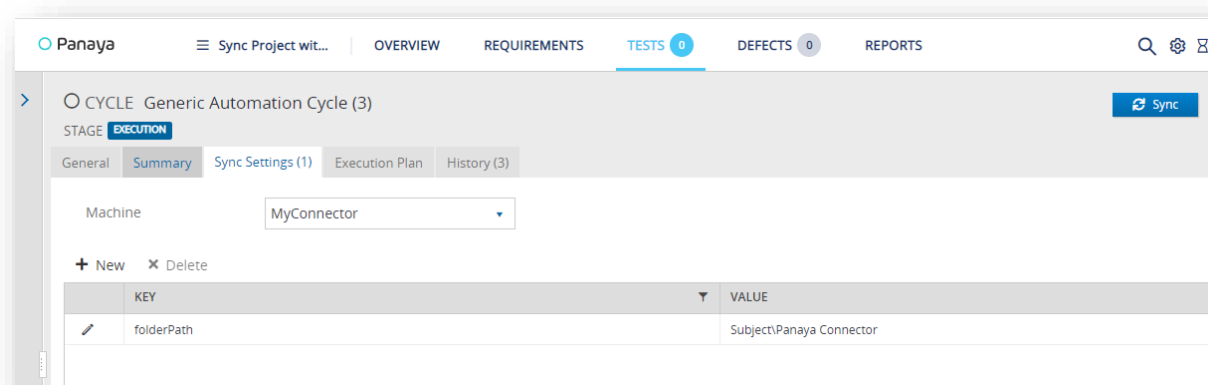 Panaya Sync Project wit... OVERVIEW REQUIREMENTS TESTS 0 DEFECTS 0 REPORTS
CYCLE Generic Automation Cycle (3)
Sync
STAGE EXECUTION
General Summary Sync Settings (1) Execution Plan History (3)
Machine MyConnector
New Delete
KEY VALUE
folderPath Subject\Panaya Connector